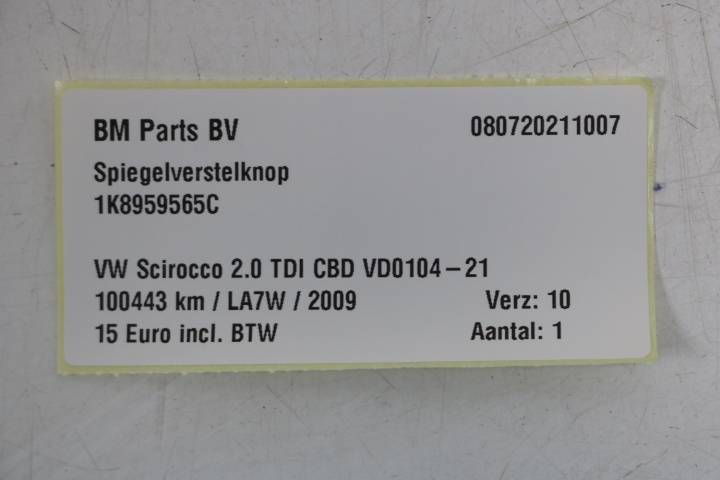 BM Parts BV 080720211007
Spiegelverstelknop
1K8959565C
VW Scirocco 2.0 TDI CBD VD0104-21
100443 km / LA7W / 2009 Verz: 10
15 Euro incl. BTW Aantal: 1